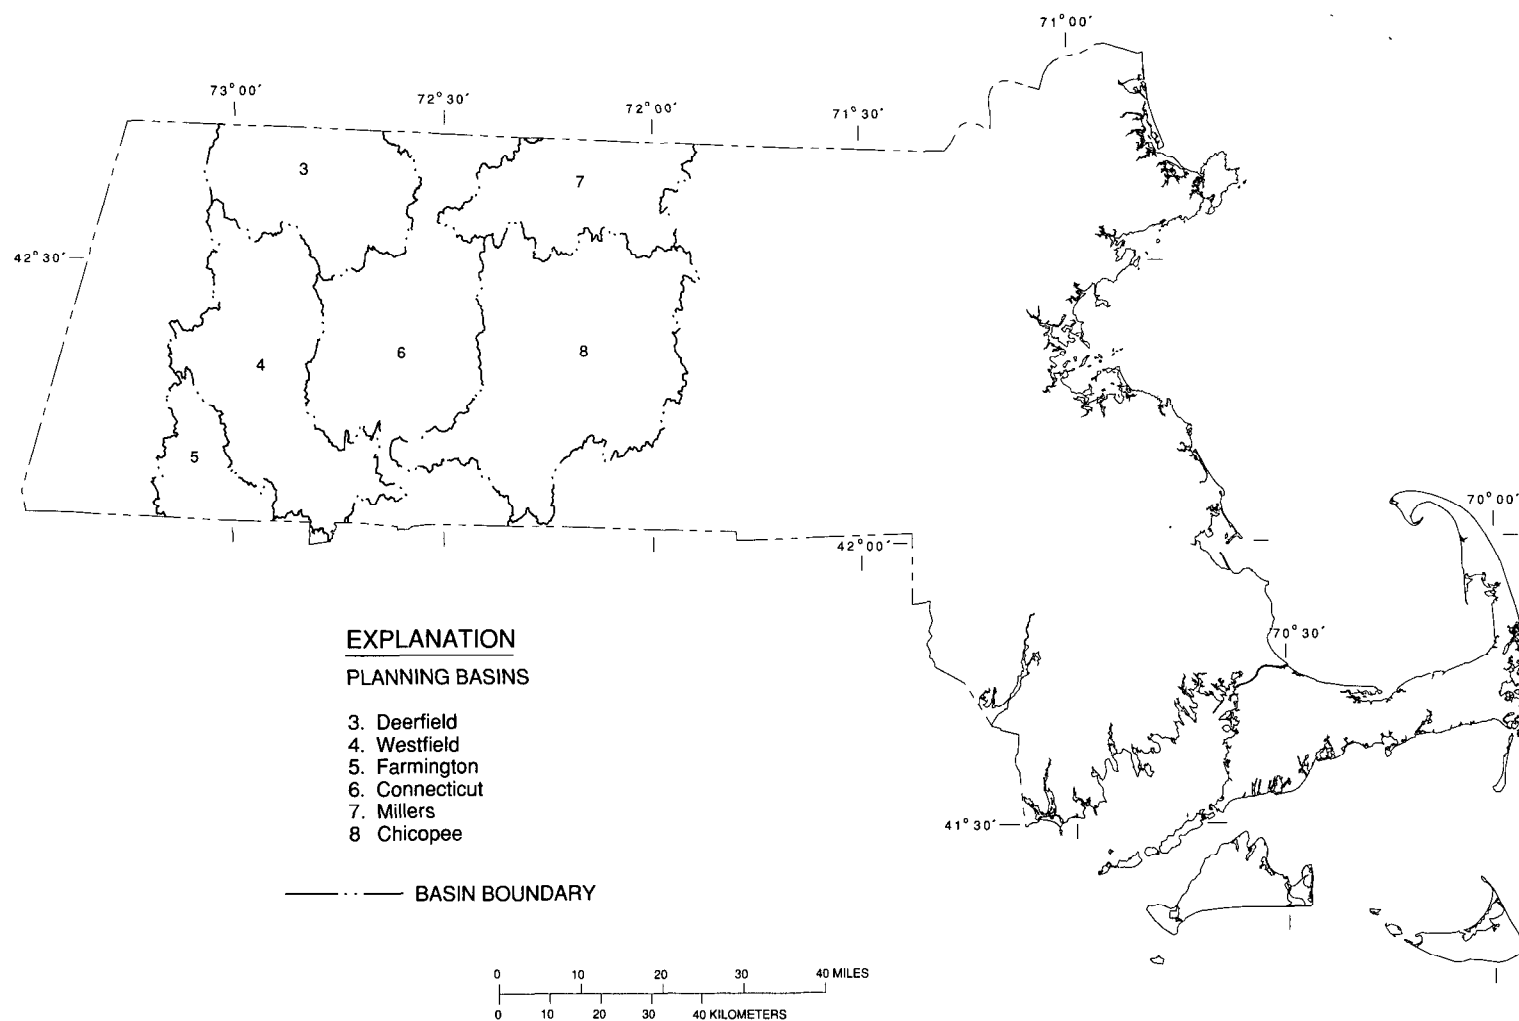 71°00′
73°00′
72°30′
72°00′
71°30′
3
7
42°30′
4
6
8
5
70°00′
42°00′
EXPLANATION
PLANNING BASINS
3. Deerfield
4. Westfield
5. Farmington
6. Connecticut
7. Millers
8 Chicopee
BASIN BOUNDARY
70°30′
41°30′
0 10 20 30 40 MILES
0 10 20 30 40 KILOMETERS